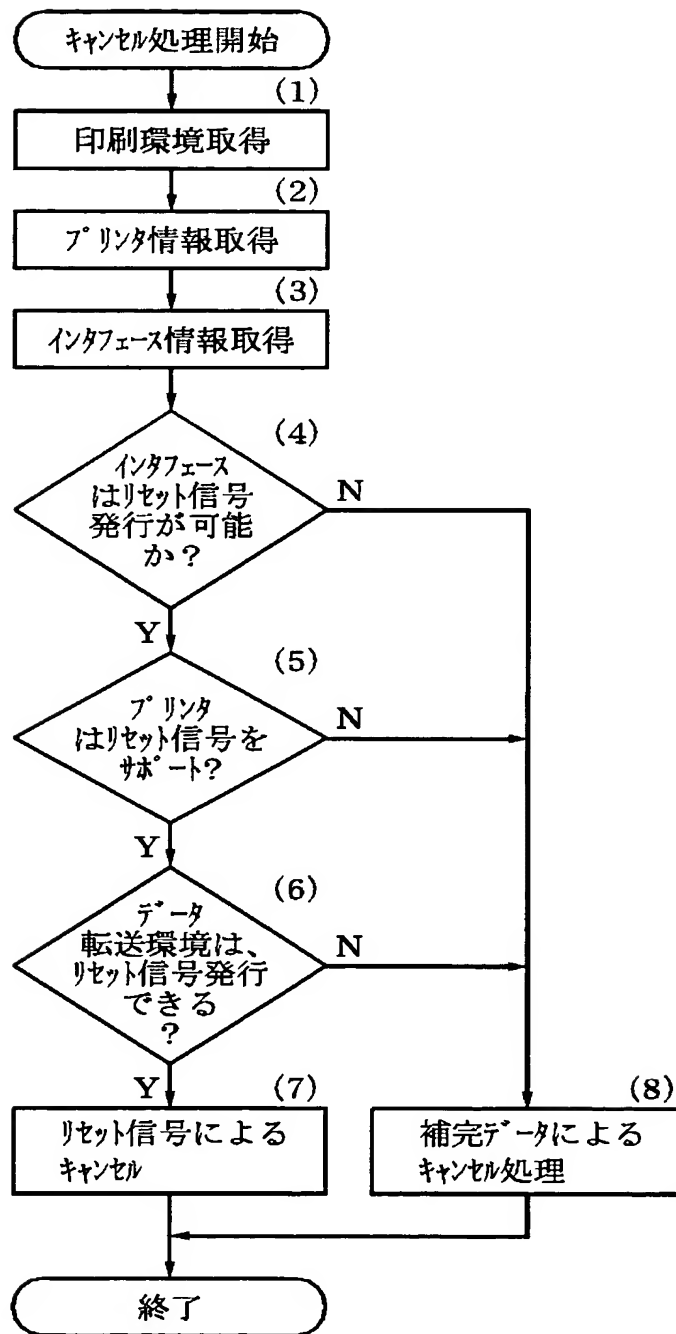 キャンセル処理開始
(1)
印刷環境取得
(2)
プリンタ情報取得
(3)
インタフェース情報取得
(4)
インタフェース
はリセット信号
発行が可能
か?
N
Y
(5)
プリンタ
はリセット信号を
サポート?
N
Y
(6)
データ
転送環境は、
リセット信号発行
できる
?
N
Y
(7)
リセット信号による
キャンセル
(8)
補完データによる
キャンセル処理
終了